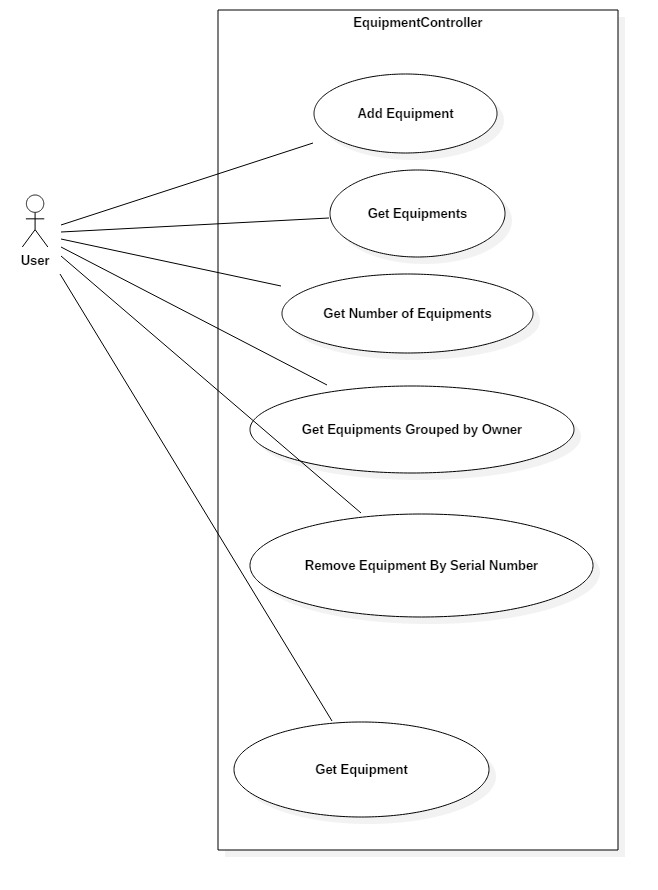 EquipmentController
Add Equipment
Get Equipments
User
Get Number of Equipments
Get Equipments Grouped by Owner
Remove Equipment By Serial Number
Get Equipment